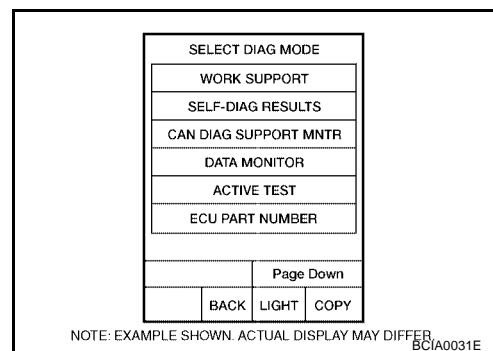 SELECT DIAG MODE
WORK SUPPORT
SELF-DIAG RESULTS
CAN DIAG SUPPORT MNTR
DATA MONITOR
ACTIVE TEST
ECU PART NUMBER
Page Down
BACK LIGHT COPY
NOTE: EXAMPLE SHOWN. ACTUAL DISPLAY MAY DIFFER
BCIA0031E